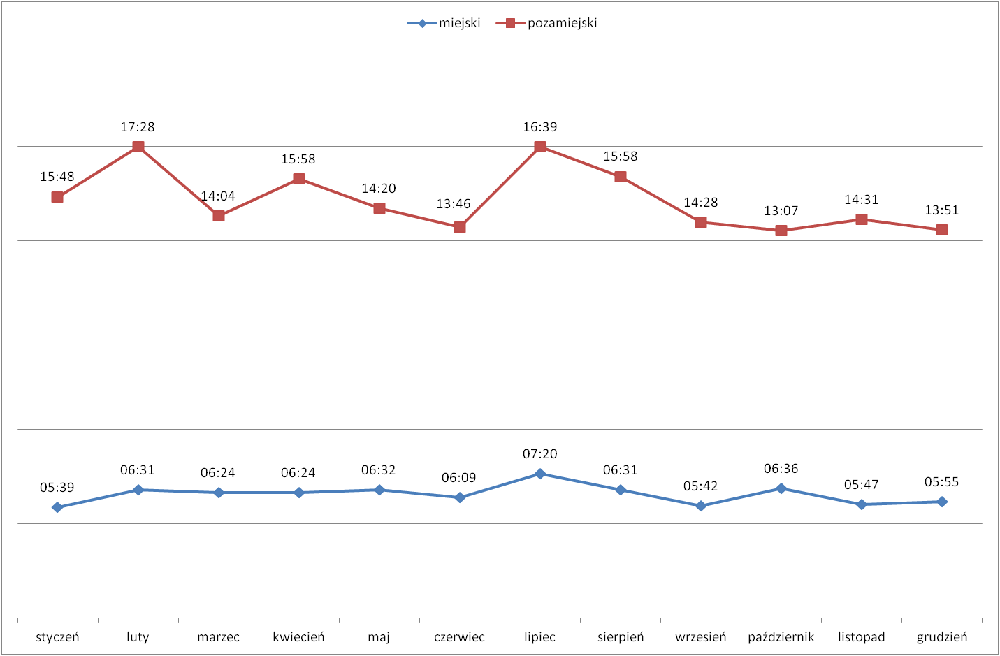 miejski pozamiejski
17:28 16:39
15:48 15:58 15:58
14:04 14:20 13:46 14:28 13:07 14:31 13:51
07:20
05:39 06:31 06:24 06:24 06:32 06:09 06:31 05:42 06:36 05:47 05:55
styczeń luty marzec kwiecień maj czerwiec lipiec sierpień wrzesień październik listopad grudzień